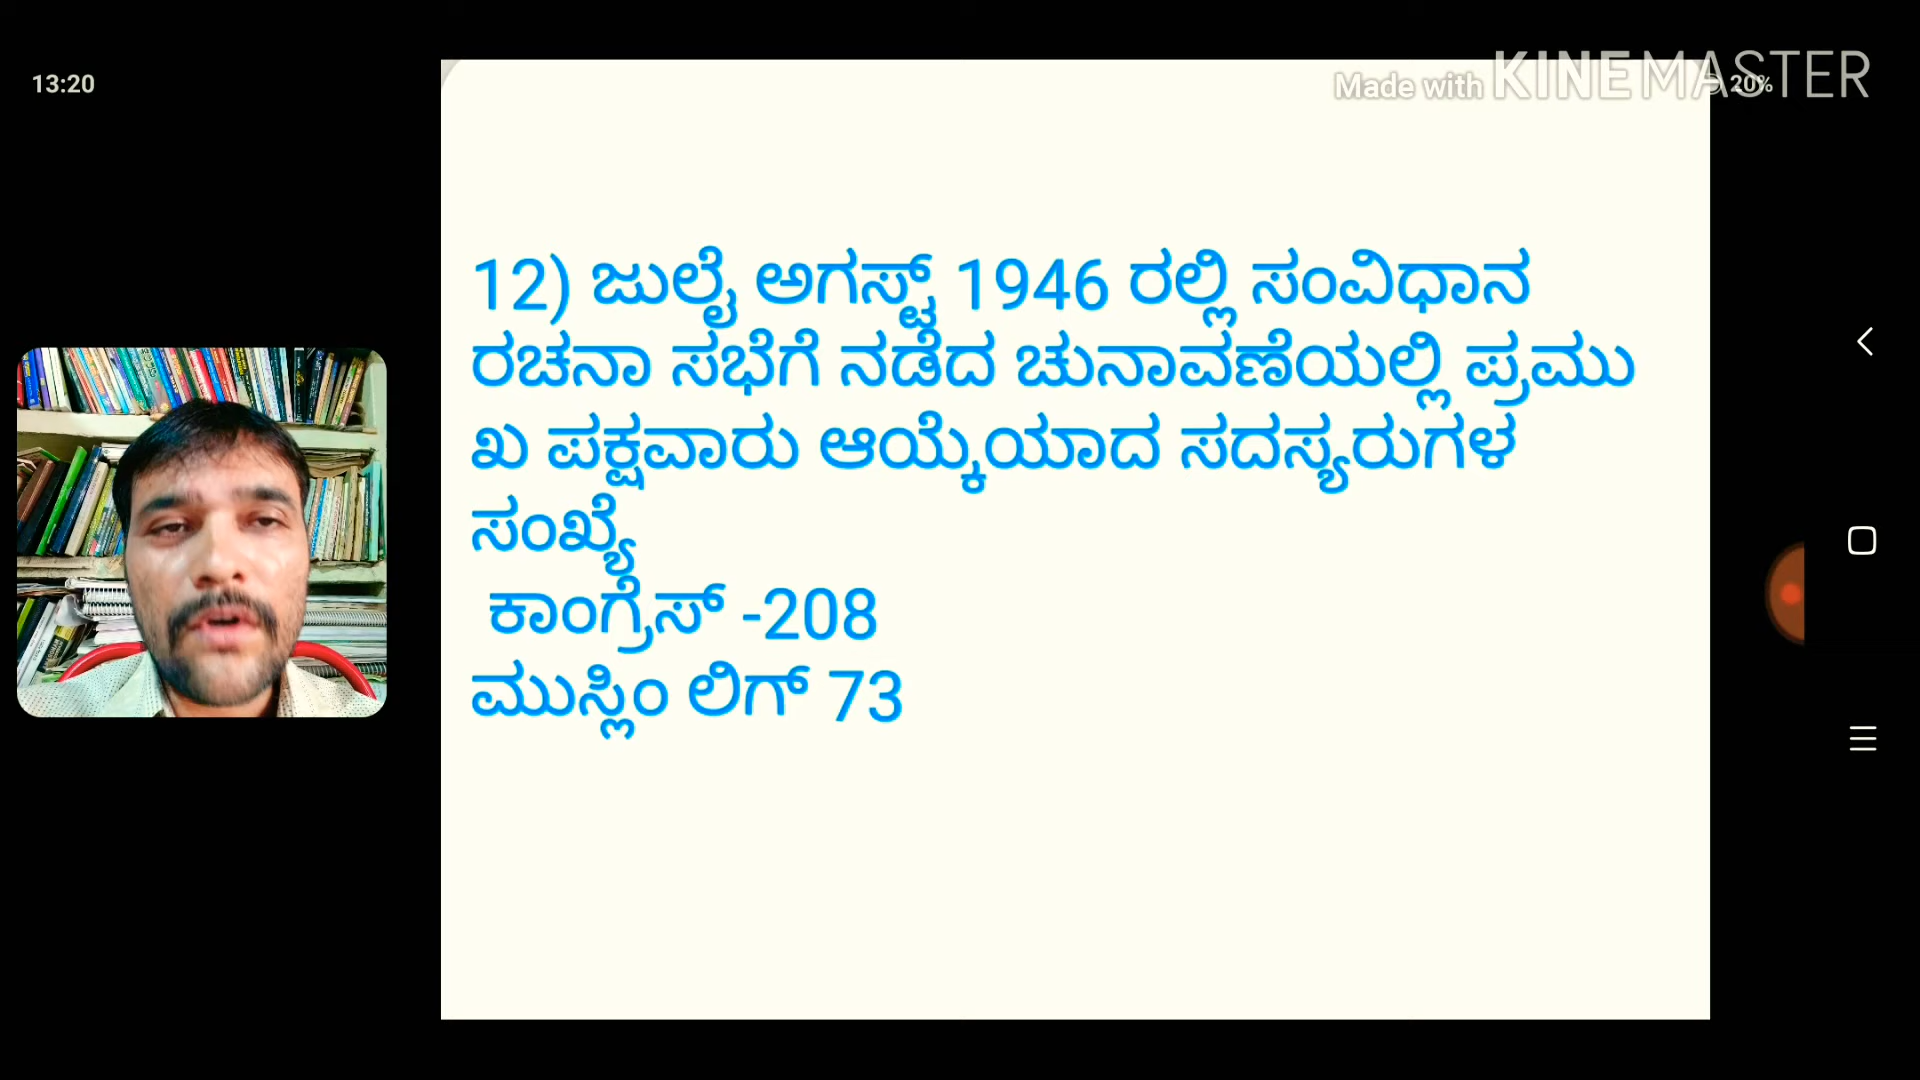 13:20
Made with KINEMASTER
20%
12) ಜುಲೈ ಅಗಸ್ಟ್ 1946 ರಲ್ಲಿ ಸಂವಿಧಾನ
ರಚನಾ ಸಭೆಗೆ ನಡೆದ ಚುನಾವಣೆಯಲ್ಲಿ ಪ್ರಮು
ಖ ಪಕ್ಷವಾರು ಆಯ್ಕೆಯಾದ ಸದಸ್ಯರುಗಳ
ಸಂಖ್ಯೆ
ಕಾಂಗ್ರೆಸ್ -208
ಮುಸ್ಲಿಂ ಲಿಗ್ 73